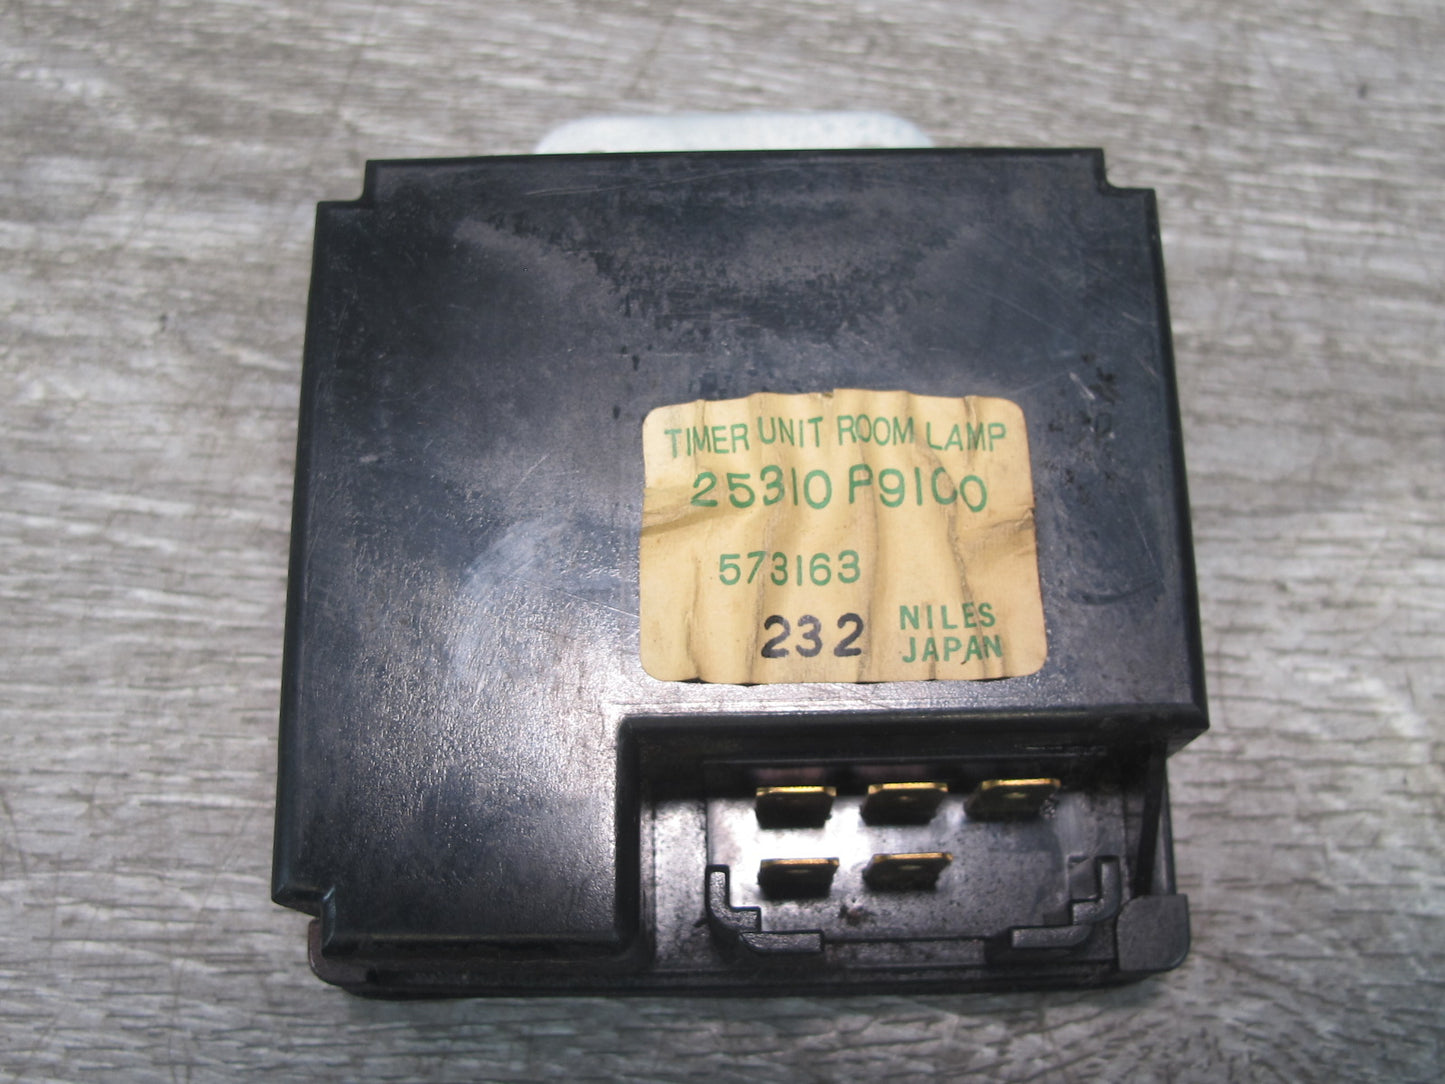 TIMER UNIT ROOM LAMP
25310 P9100
573163
232 NILES
JAPAN